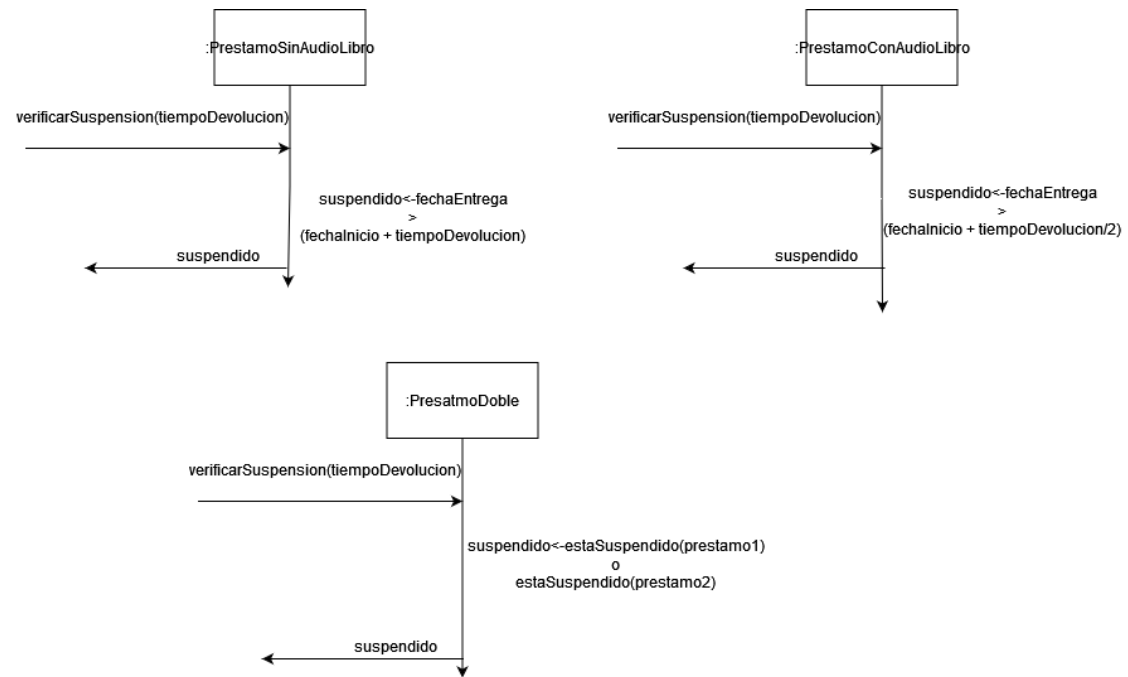 :PrestamoSinAudioLibro
verificarSuspension(tiempoDevolucion)
suspendido<-fechaEntrega
>
(fechaInicio + tiempoDevolucion)
suspendido
:PrestamoConAudioLibro
verificarSuspension(tiempoDevolucion)
suspendido<-fechaEntrega
>
(fechaInicio + tiempoDevolucion/2)
suspendido
:PresatmoDoble
verificarSuspension(tiempoDevolucion)
suspendido<-estaSuspendido(prestamo1)
o
estaSuspendido(prestamo2)
suspendido